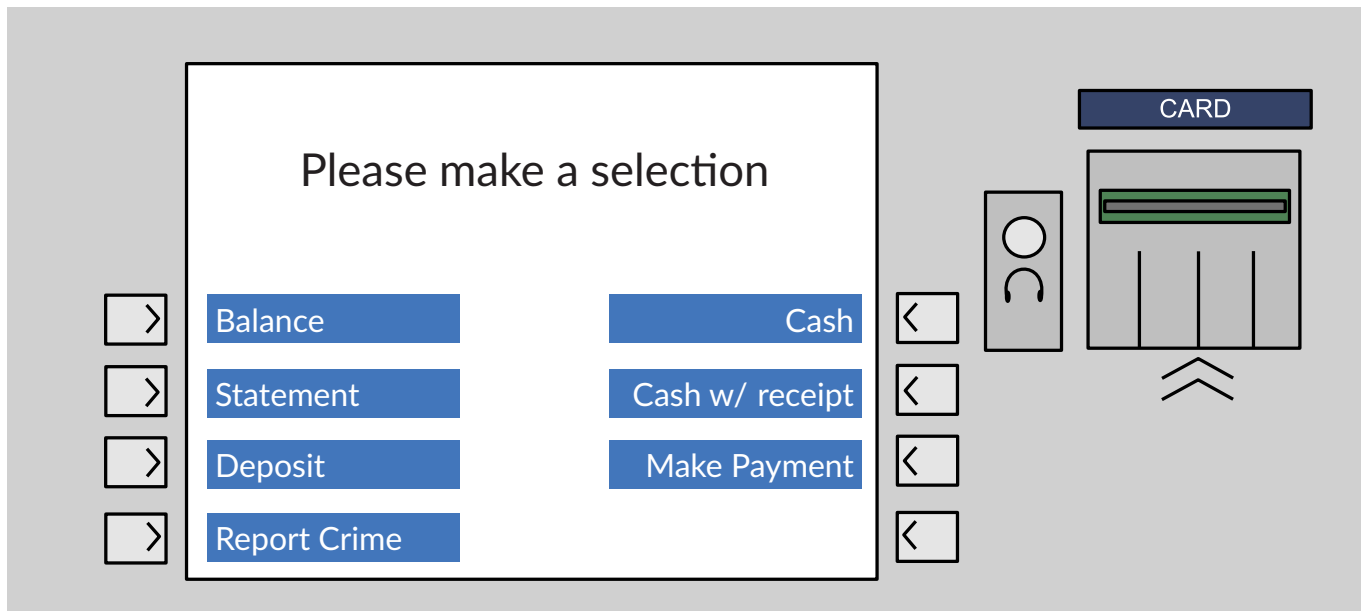 CARD
Please make a selection
Balance
Cash
Statement
Cash w/ receipt
Deposit
Make Payment
Report Crime